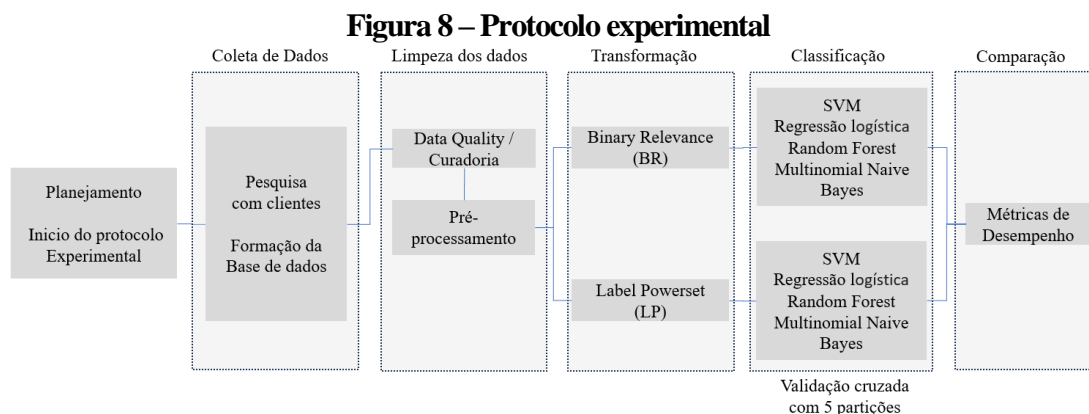 Figura 8 – Protocolo experimental
Coleta de Dados
Limpeza dos dados
Transformação
Classificação
Comparação
Planejamento
Inicio do protocolo
Experimental
Pesquisa
com clientes
Formação da
Base de dados
Data Quality /
Curadoria
Pré-
processamento
Binary Relevance
(BR)
Label Powerset
(LP)
SVM
Regressão logística
Random Forest
Multinomial Naive
Bayes
SVM
Regressão logística
Random Forest
Multinomial Naive
Bayes
Validação cruzada
com 5 partições
Métricas de
Desempenho